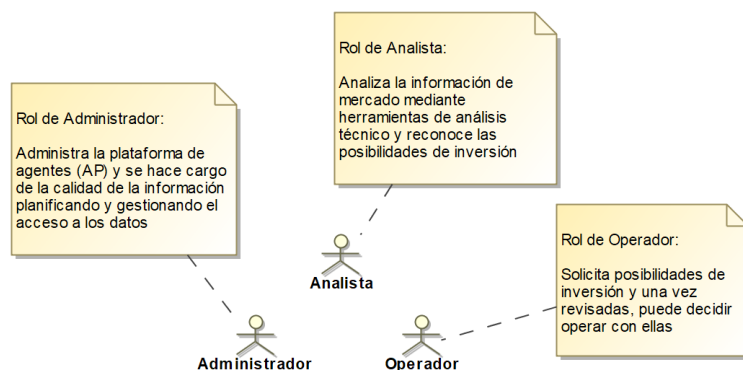 Rol de Analista:
Analiza la información de
mercado mediante
herramientas de análisis
técnico y reconoce las
posibilidades de inversión
Rol de Administrador:
Administra la plataforma de
agentes (AP) y se hace cargo
de la calidad de la información
planificando y gestionando el
acceso a los datos
Rol de Operador:
Solicita posibilidades de
inversión y una vez
revisadas, puede decidir
operar con ellas
Analista
Administrador
Operador